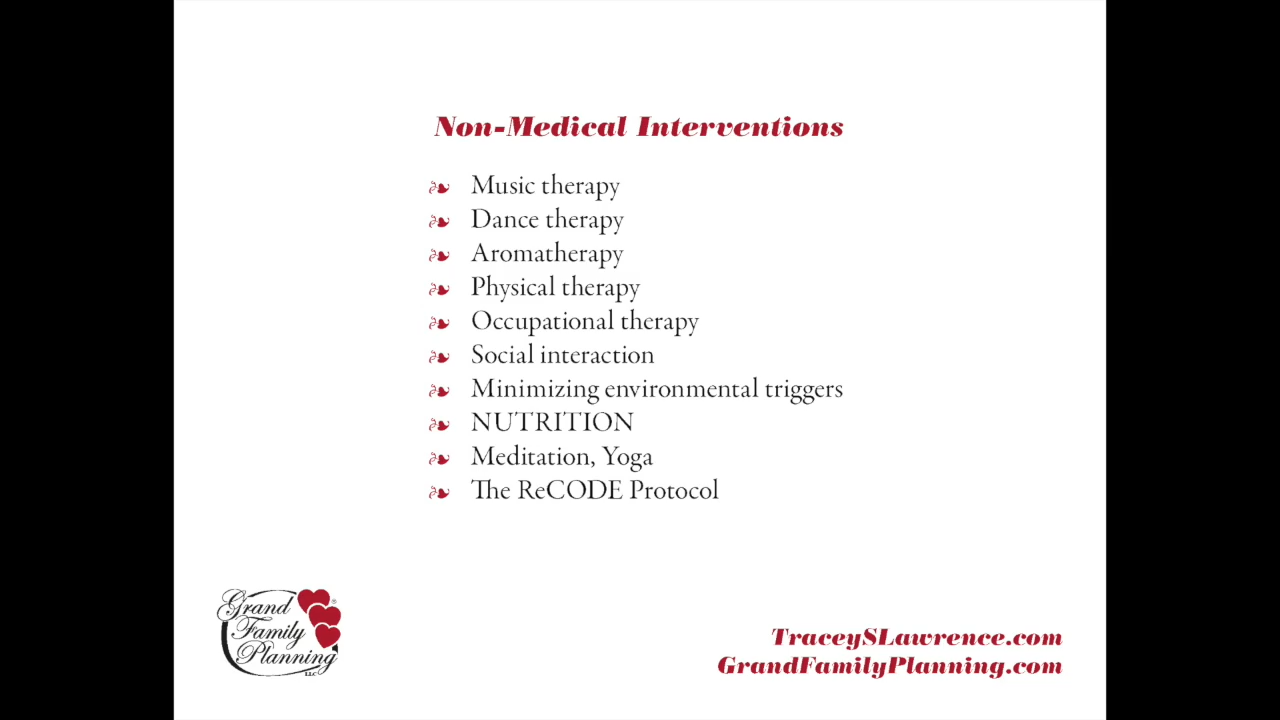 Non-Medical Interventions
Music therapy
Dance therapy
Aromatherapy
Physical therapy
Occupational therapy
Social interaction
Minimizing environmental triggers
NUTRITION
Meditation, Yoga
The ReCODE Protocol
Grand
Family
Planning
LLC
®
TraceySLawrence.com
GrandFamilyPlanning.com